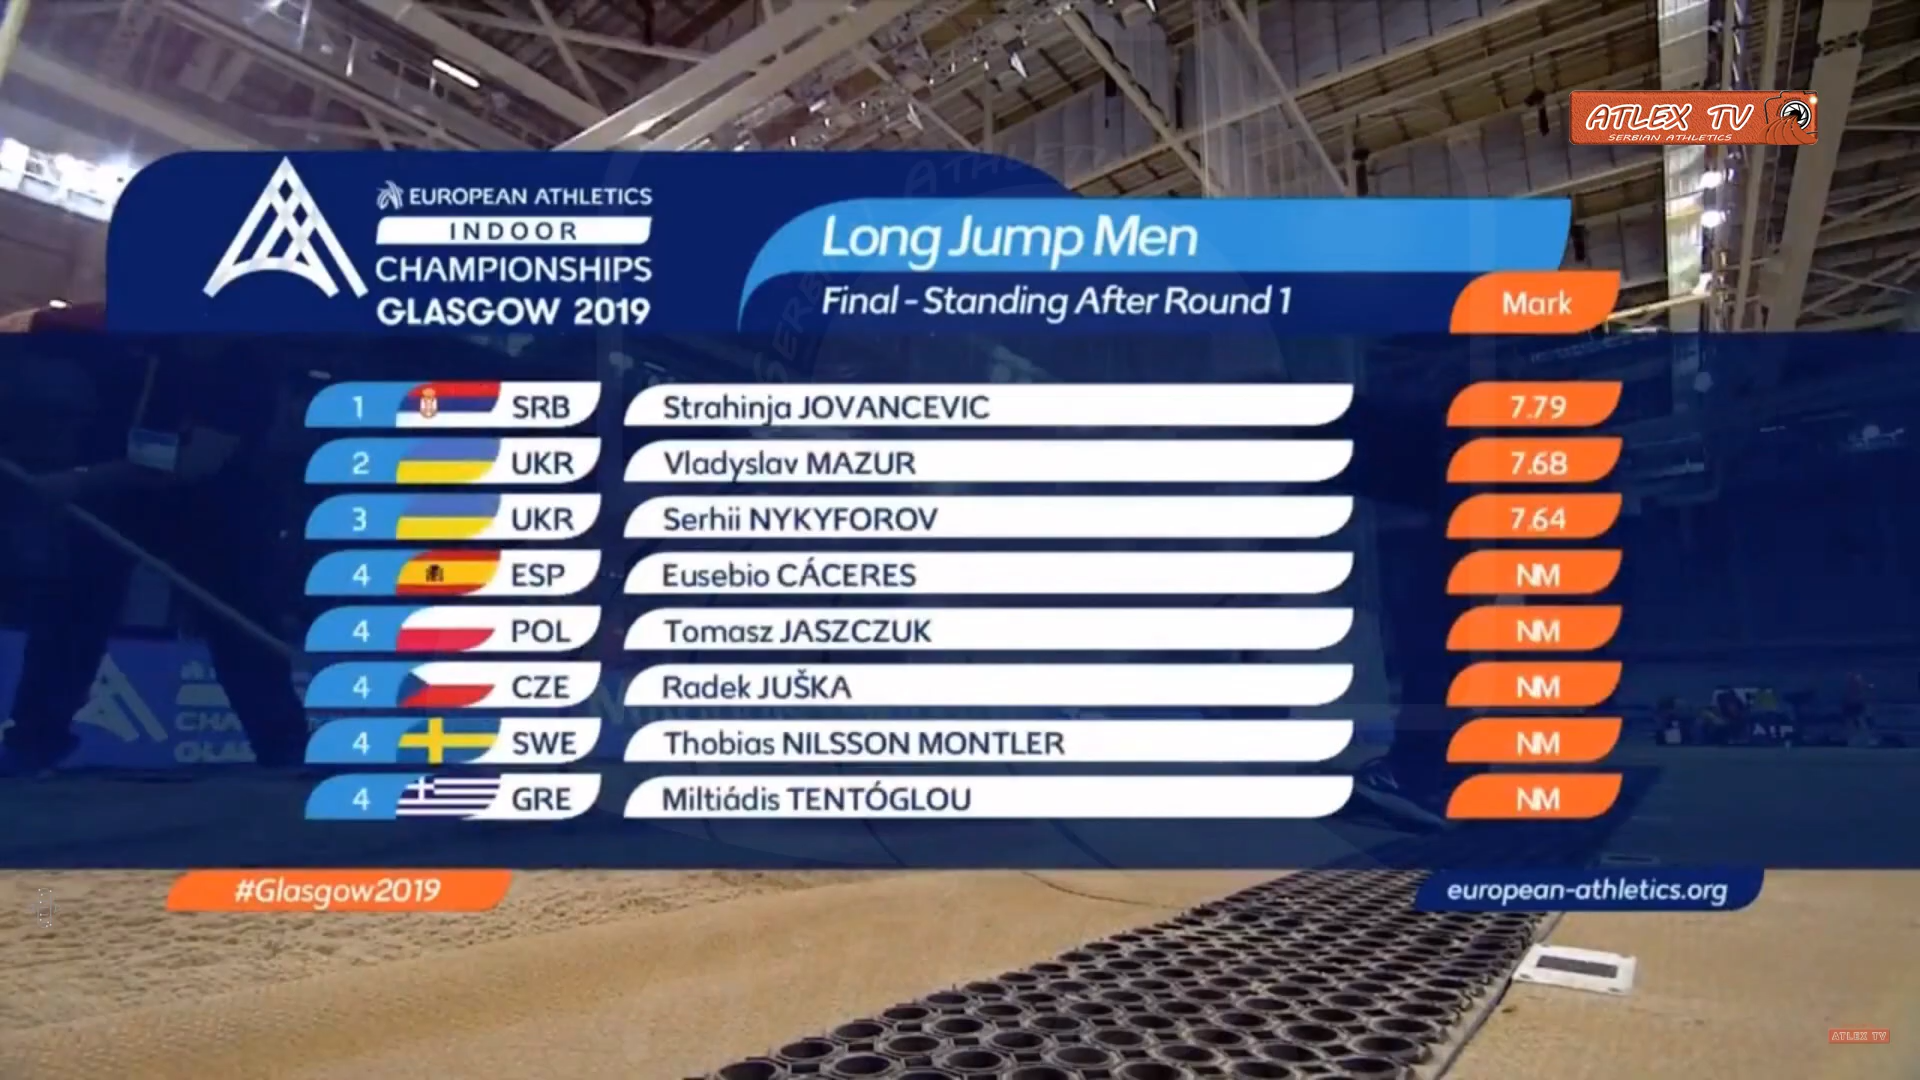 ATLEX TV
SERBIAN ATHLETICS
EUROPEAN ATHLETICS
INDOOR
CHAMPIONSHIPS
GLASGOW 2019
Long Jump Men
Final - Standing After Round 1
Mark
1 SRB Strahinja JOVANCEVIC 7.79
2 UKR Vladyslav MAZUR 7.68
3 UKR Serhii NYKYFOROV 7.64
4 ESP Eusebio CÁCERES NM
4 POL Tomasz JASZCZUK NM
4 CZE Radek JUŠKA NM
4 SWE Thobias NILSSON MONTLER NM
4 GRE Miltiádis TENTÓGLOU NM
#Glasgow2019
european-athletics.org
ATLEX TV